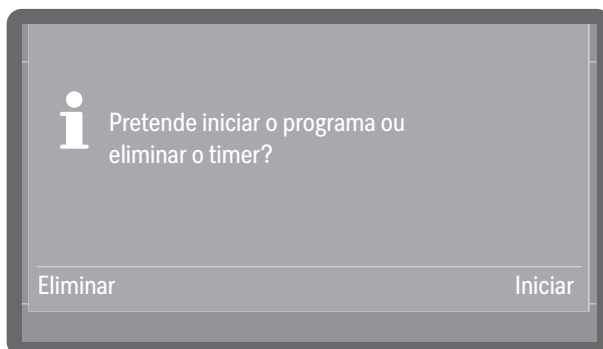 Pretende iniciar o programa ou
eliminar o timer?
Eliminar Iniciar